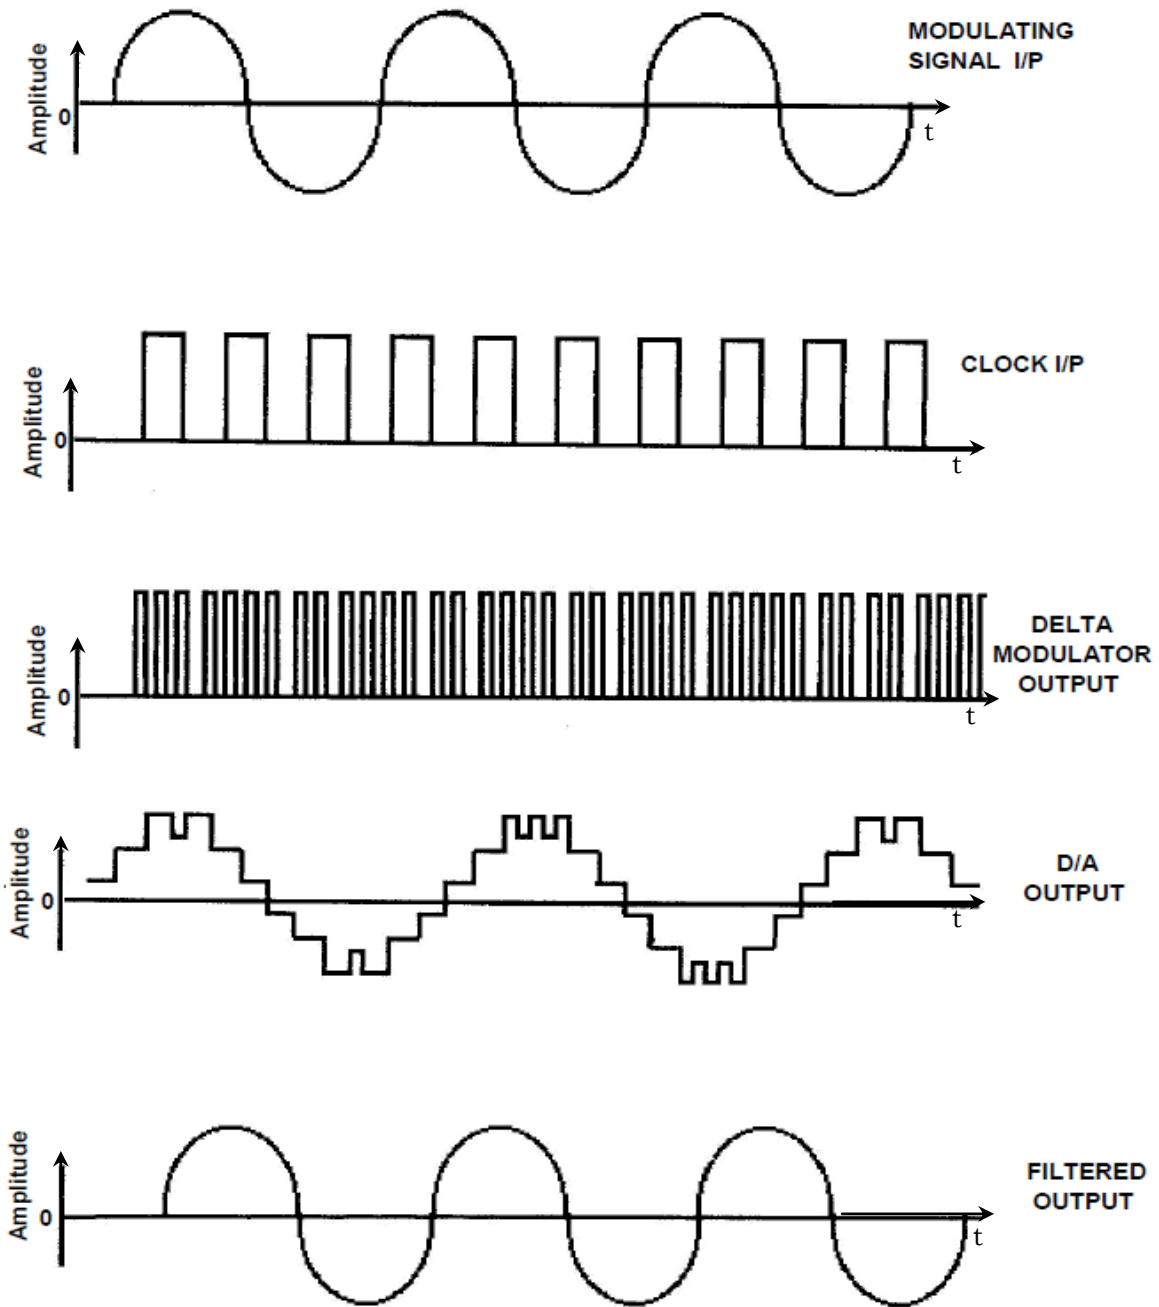 MODULATING
SIGNAL I/P
Amplitude
0
t
CLOCK I/P
Amplitude
0
t
DELTA
MODULATOR
OUTPUT
Amplitude
0
t
D/A
OUTPUT
Amplitude
0
t
FILTERED
OUTPUT
Amplitude
0
t